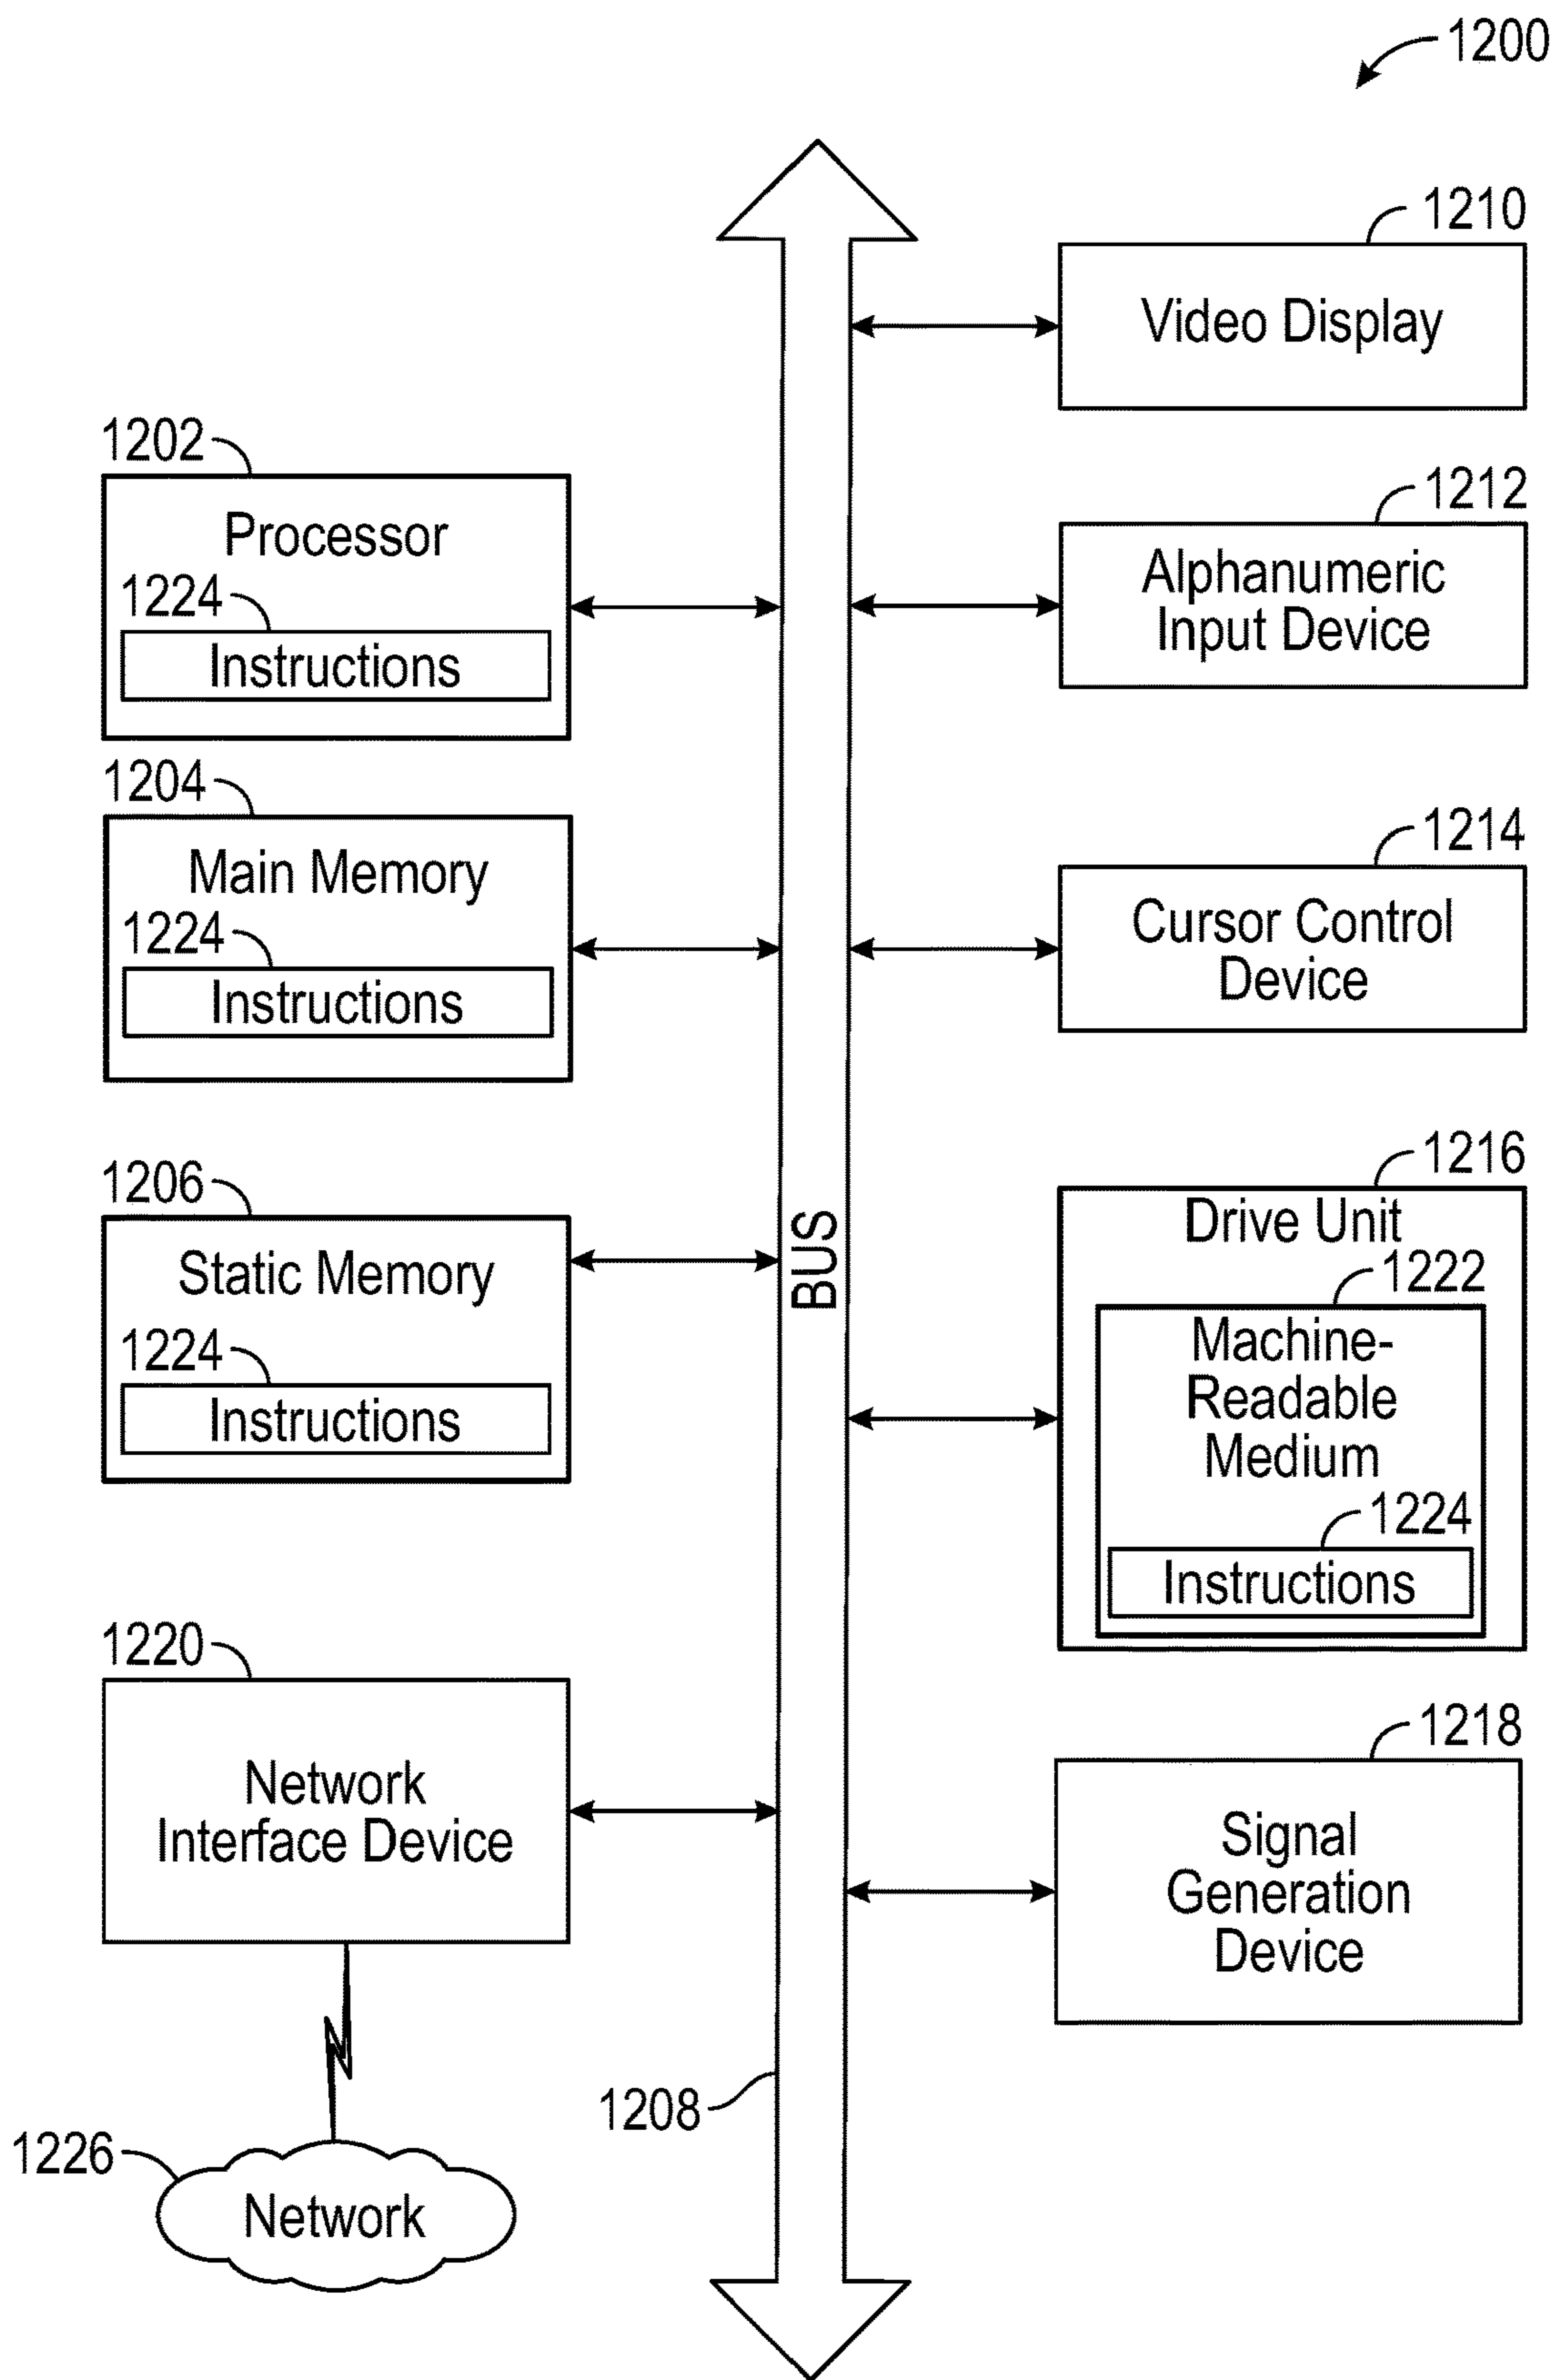 1200
1210
Video Display
1202
Processor
1224
Instructions
1212
Alphanumeric
Input Device
1204
Main Memory
1224
Instructions
1214
Cursor Control
Device
1206
Static Memory
1224
Instructions
BUS
1216
Drive Unit
1222
Machine-
Readable
Medium
1224
Instructions
1220
Network
Interface Device
1218
Signal
Generation
Device
1208
1226
Network